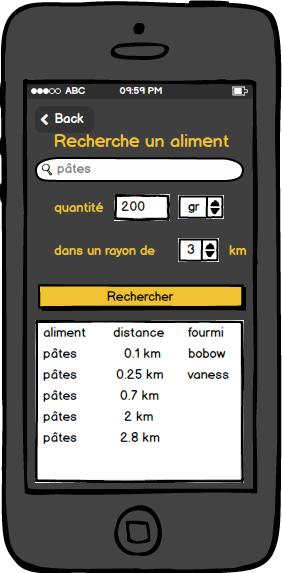 ABC 09:59 PM
Back
Recherche un aliment
pâtes
quantité 200 gr
dans un rayon de 3 km
Rechercher
aliment distance fourmi
pâtes 0.1 km bobow
pâtes 0.25 km vaness
pâtes 0.7 km
pâtes 2 km
pâtes 2.8 km